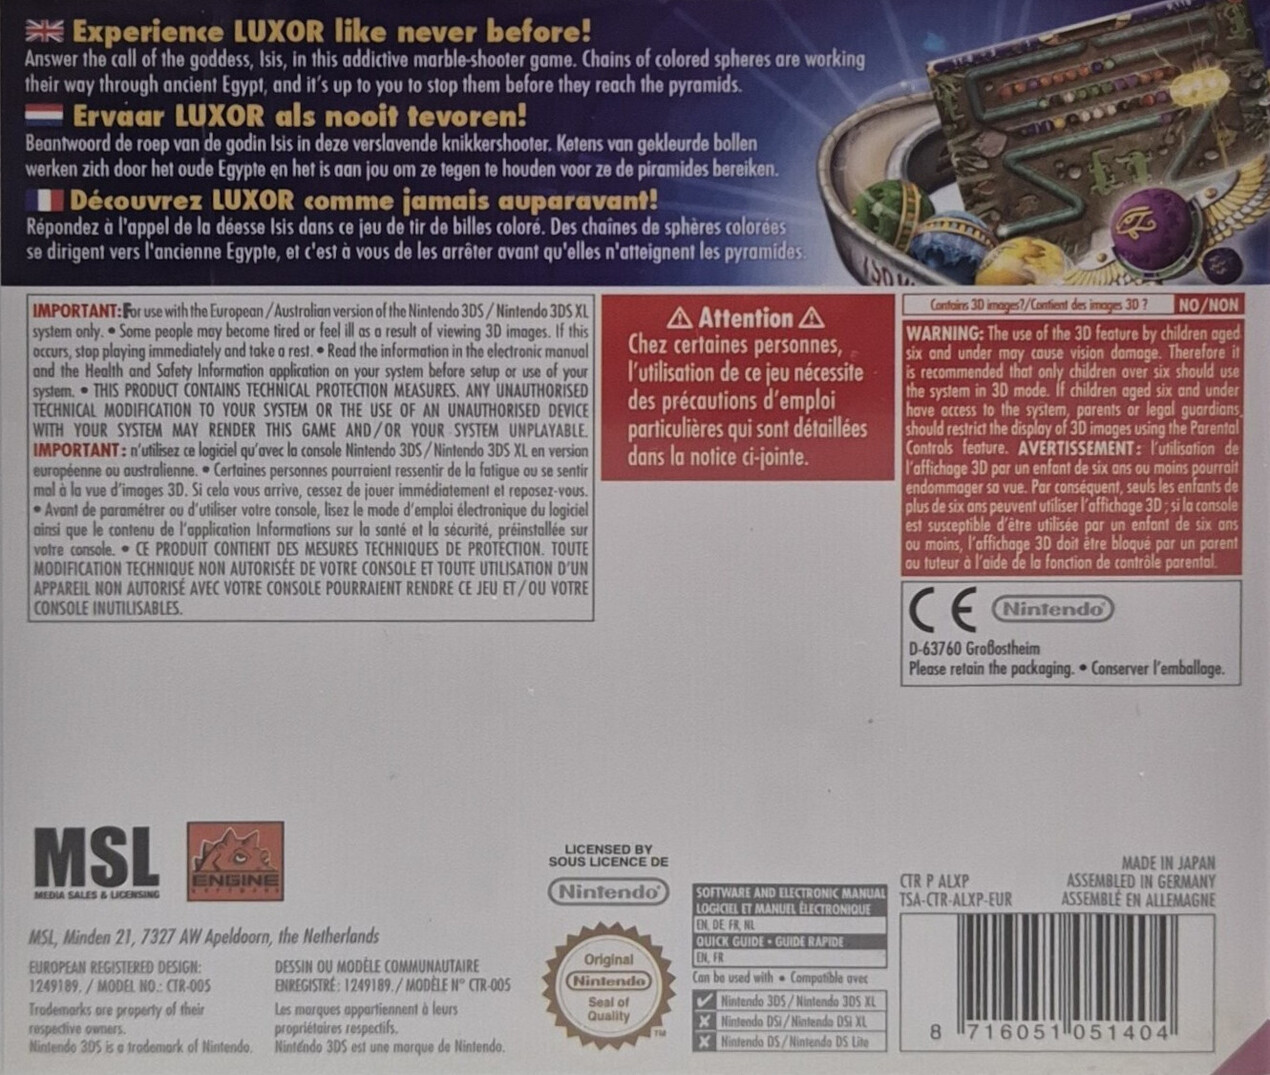 Experience LUXOR like never before!
Answer the call of the goddess, Isis, in this addictive marble-shooter game. Chains of colored spheres are working
their way through ancient Egypt, and it's up to you to stop them before they reach the pyramids.
Ervaar LUXOR als nooit tevoren!
Beantwoord de roep van de godin Isis in deze verslavende knikkershooter. Ketens van gekleurde bollen
werken zich door het oude Egypte en het is aan jou om ze tegen te houden voor ze de piramides bereiken.
Découvrez LUXOR comme jamais auparavant!
Répondez à l'appel de la déesse Isis dans ce jeu de tir de billes coloré. Des chaînes de sphères colorées
se dirigent vers l'ancienne Egypte, et c'est à vous de les arrêter avant qu'elles n'atteignent les pyramides.
IMPORTANT: For use with the European / Australian version of the Nintendo 3DS / Nintendo 3DS XL
system only. • Some people may become tired or feel ill as a result of viewing 3D images. If this
occurs, stop playing immediately and take a rest. • Read the information in the electronic manual
and the Health and Safety Information application on your system before setup or use of your
system. • THIS PRODUCT CONTAINS TECHNICAL PROTECTION MEASURES. ANY UNAUTHORISED
TECHNICAL MODIFICATION TO YOUR SYSTEM OR THE USE OF AN UNAUTHORISED DEVICE
WITH YOUR SYSTEM MAY RENDER THIS GAME AND/OR YOUR SYSTEM UNPLAYABLE.
IMPORTANT : n'utilisez ce logiciel qu'avec la console Nintendo 3DS / Nintendo 3DS XL en version
européenne ou australienne. • Certaines personnes pourraient ressentir de la fatigue ou se sentir
mal à la vue d'images 3D. Si cela vous arrive, cessez de jouer immédiatement et reposez-vous.
• Avant de paramétrer ou d'utiliser votre console, lisez le mode d'emploi électronique du logiciel
ainsi que le contenu de l'application Informations sur la santé et la sécurité, préinstallée sur
votre console. • CE PRODUIT CONTIENT DES MESURES TECHNIQUES DE PROTECTION. TOUTE
MODIFICATION TECHNIQUE NON AUTORISÉE DE VOTRE CONSOLE ET TOUTE UTILISATION D'UN
APPAREIL NON AUTORISÉ AVEC VOTRE CONSOLE POURRAIENT RENDRE CE JEU ET / OU VOTRE
CONSOLE INUTILISABLES.
Attention
Chez certaines personnes,
l'utilisation de ce jeu nécessite
des précautions d'emploi
particulières qui sont détaillées
dans la notice ci-jointe.
Contains 3D images?/Contient des images 3D ? NO/NON
WARNING: The use of the 3D feature by children aged
six and under may cause vision damage. Therefore it
is recommended that only children over six should use
the system in 3D mode. If children aged six and under
have access to the system, parents or legal guardians,
should restrict the display of 3D images using the Parental
Controls feature. AVERTISSEMENT : l'utilisation de
l'affichage 3D par un enfant de six ans ou moins pourrait
endommager sa vue. Par conséquent, seuls les enfants de
plus de six ans peuvent utiliser l'affichage 3D ; si la console
est susceptible d'être utilisée par un enfant de six ans
ou moins, l'affichage 3D doit être bloqué par un parent
ou tuteur à l'aide de la fonction de contrôle parental.
CE Nintendo
D-63760 Großostheim
Please retain the packaging. • Conserver l'emballage.
MSL
MEDIA SALES & LICENSING
ENGINE
SOFTWARE
MSL, Minden 21, 7327 AW Apeldoorn, the Netherlands
EUROPEAN REGISTERED DESIGN:
1249189. / MODEL NO.: CTR-005
Trademarks are property of their
respective owners.
Nintendo 3DS is a trademark of Nintendo.
DESSIN OU MODÈLE COMMUNAUTAIRE
ENREGISTRÉ : 1249189. / MODÈLE N° CTR-005
Les marques appartiennent à leurs
propriétaires respectifs.
Nintendo 3DS est une marque de Nintendo.
LICENSED BY
SOUS LICENCE DE
Nintendo
Original
Nintendo
Seal of
Quality
TM
SOFTWARE AND ELECTRONIC MANUAL
LOGICIEL ET MANUEL ÉLECTRONIQUE
EN, DE, FR, NL
QUICK GUIDE • GUIDE RAPIDE
EN, FR
Can be used with • Compatible avec
Nintendo 3DS / Nintendo 3DS XL
Nintendo DSi / Nintendo DSi XL
Nintendo DS / Nintendo DS Lite
MADE IN JAPAN
CTR P ALXP ASSEMBLED IN GERMANY
TSA-CTR-ALXP-EUR ASSEMBLÉ EN ALLEMAGNE
8 716051 051404